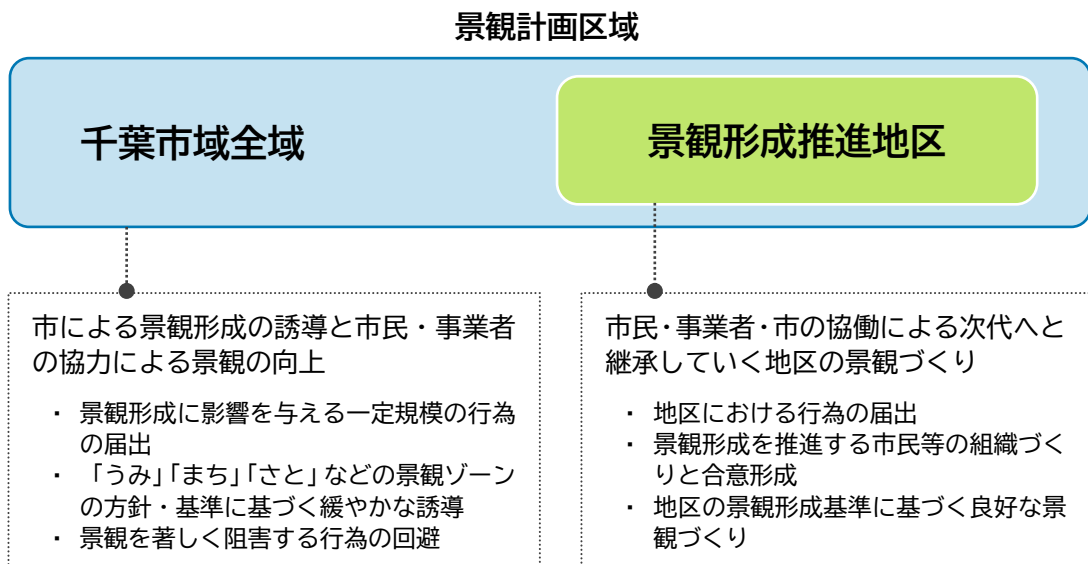 景観計画区域
千葉市域全域
景観形成推進地区
市による景観形成の誘導と市民・事業者
の協力による景観の向上
・ 景観形成に影響を与える一定規模の行為
の届出
・ 「うみ」「まち」「さと」などの景観ゾーン
の方針・基準に基づく緩やかな誘導
・ 景観を著しく阻害する行為の回避
市民・事業者・市の協働による次代へと
継承していく地区の景観づくり
・ 地区における行為の届出
・ 景観形成を推進する市民等の組織づく
りと合意形成
・ 地区の景観形成基準に基づく良好な景
観づくり